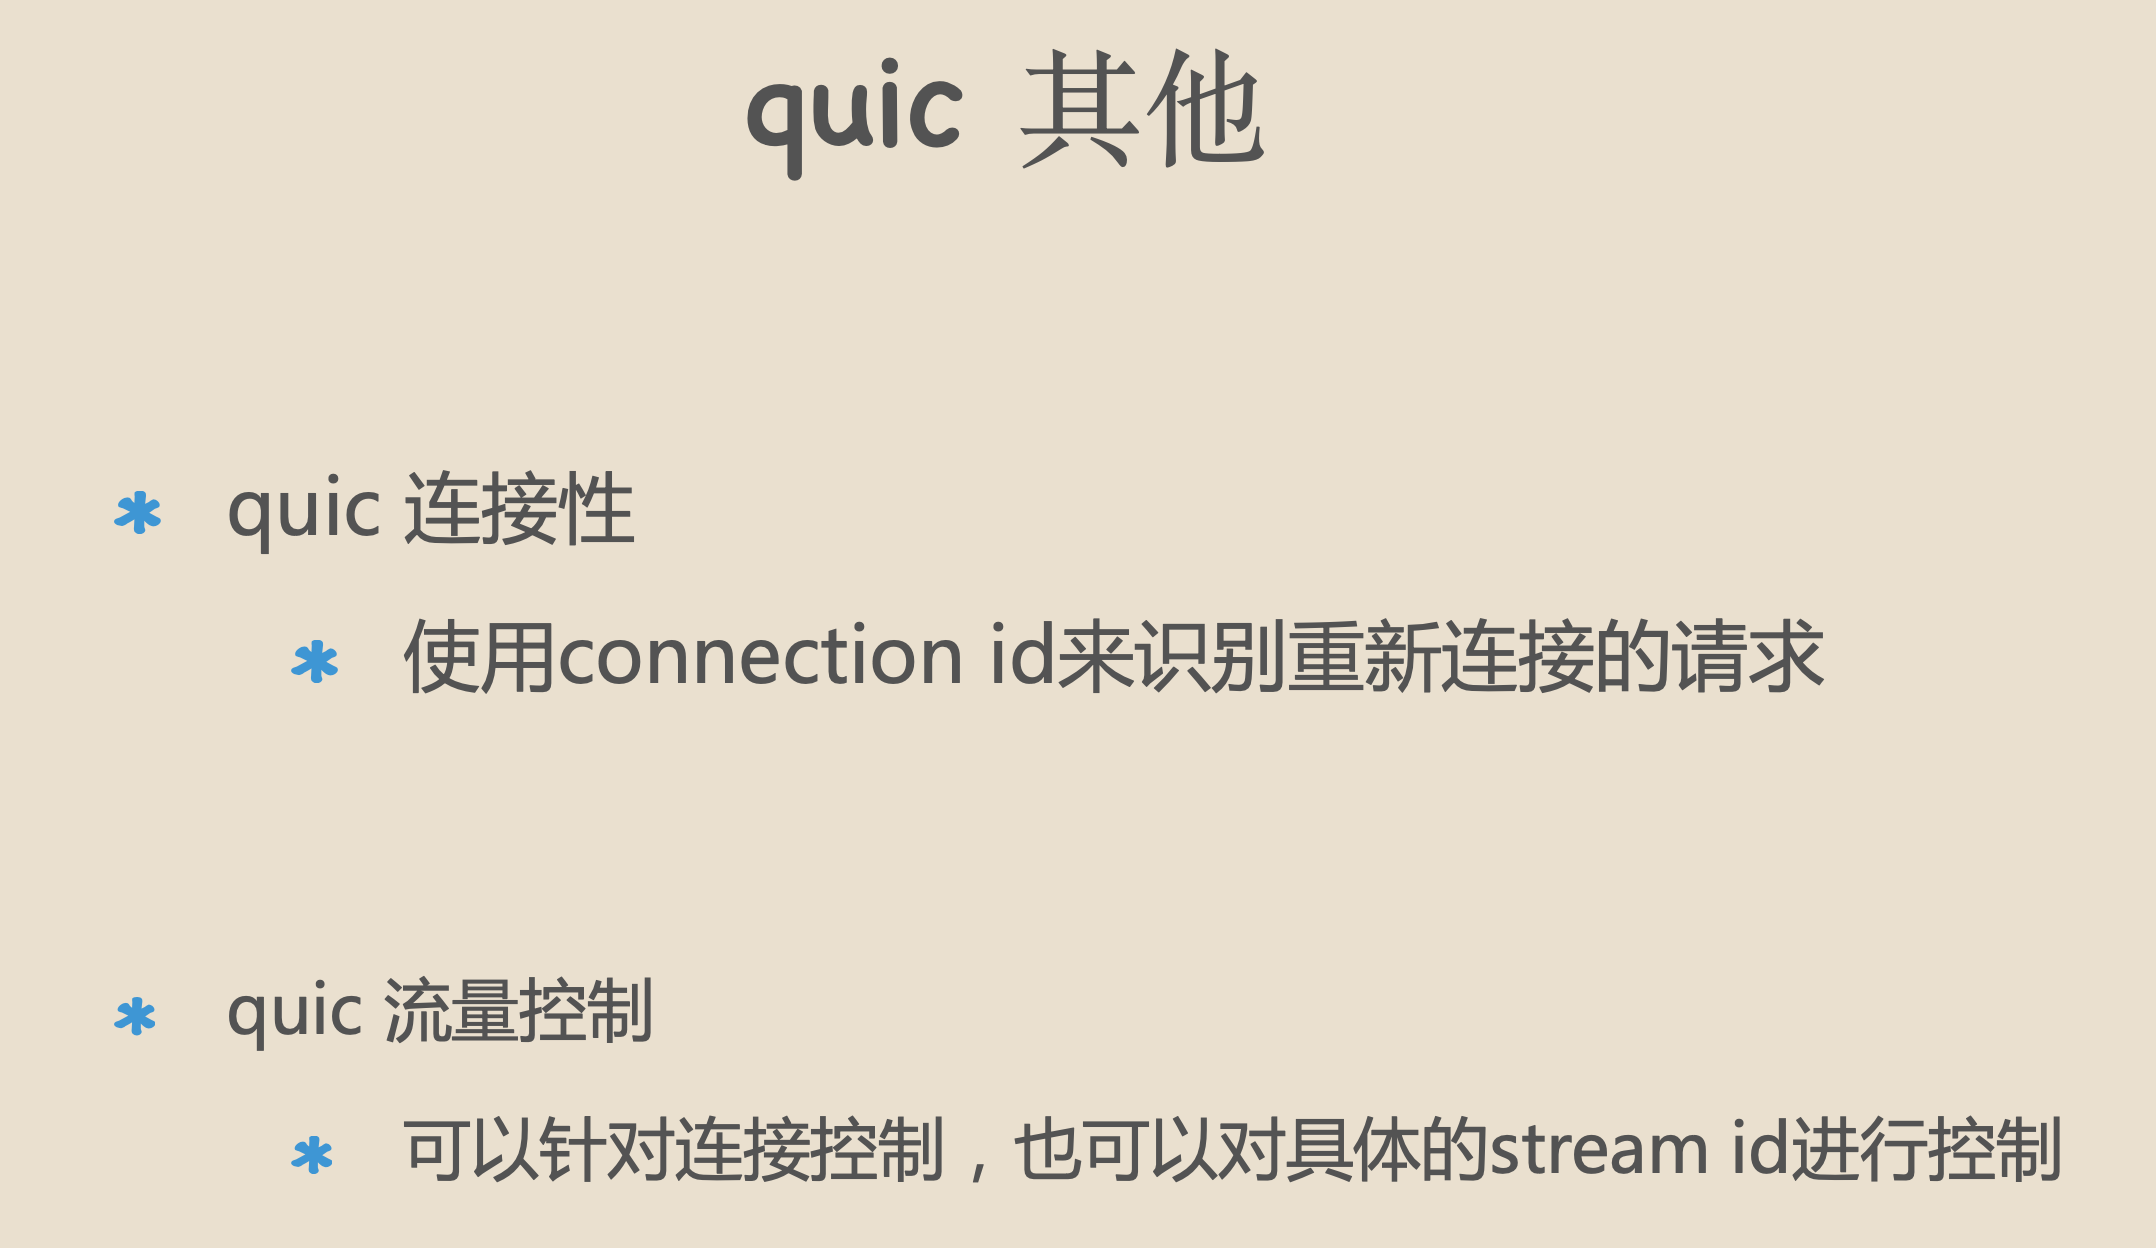 quic 其他
quic 连接性
使用connection id来识别重新连接的请求
quic 流量控制
可以针对连接控制，也可以对具体的stream id进行控制